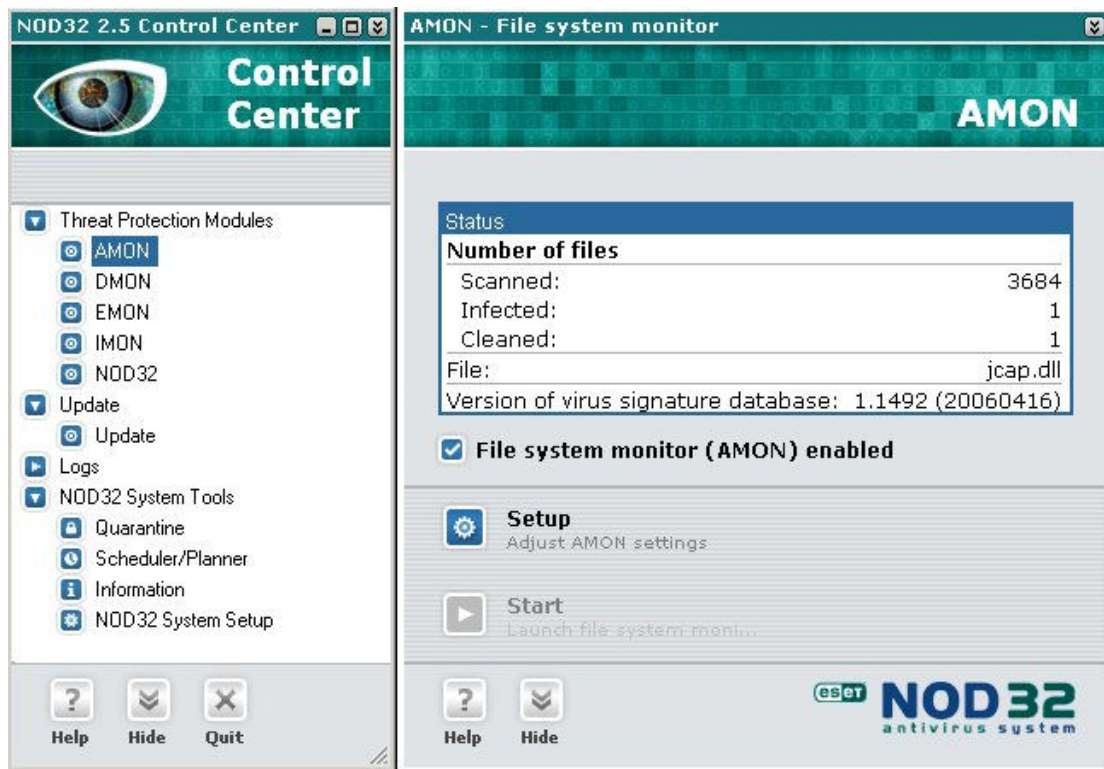 NOD32 2.5 Control Center
Control
Center
Threat Protection Modules
AMON
DMON
EMON
IMON
NOD32
Update
Update
Logs
NOD32 System Tools
Quarantine
Scheduler/Planner
Information
NOD32 System Setup
Help Hide Quit
AMON - File system monitor
AMON
Status
Number of files
Scanned: 3684
Infected: 1
Cleaned: 1
File: jcap.dll
Version of virus signature database: 1.1492 (20060416)
File system monitor (AMON) enabled
Setup
Adjust AMON settings
Start
Launch file system moni...
Help Hide
eseT NOD32
antivirus system